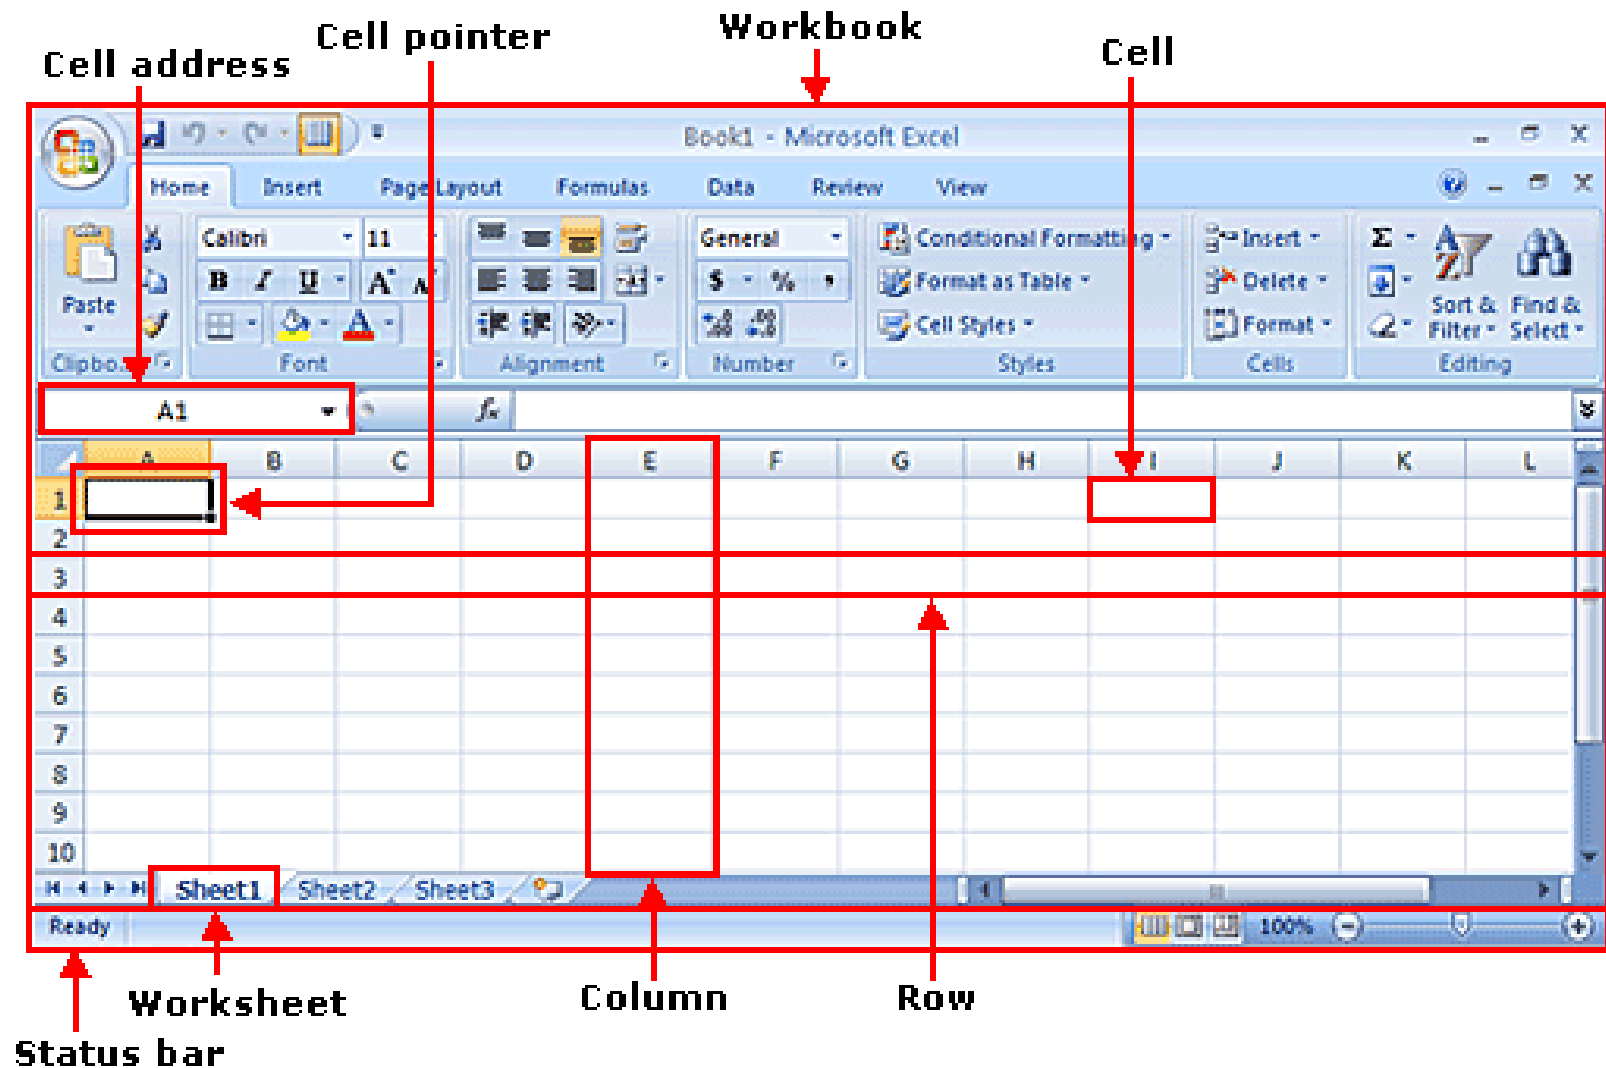 Workbook
Cell pointer
Cell
Cell address
Book1 - Microsoft Excel
Home Insert Page Layout Formulas Data Review View
Calibri 11 General Conditional Formatting Insert Σ
Paste B I U A A $ % , Format as Table Delete Sort & Filter Find & Select
A Cell Styles Format
Clipbo... Font Alignment Number Styles Cells Editing
A1 fx
A B C D E F G H I J K L
1
2
3
4
5
6
7
8
9
10
Sheet1 Sheet2 Sheet3
Ready 100%
Worksheet Column Row
Status bar